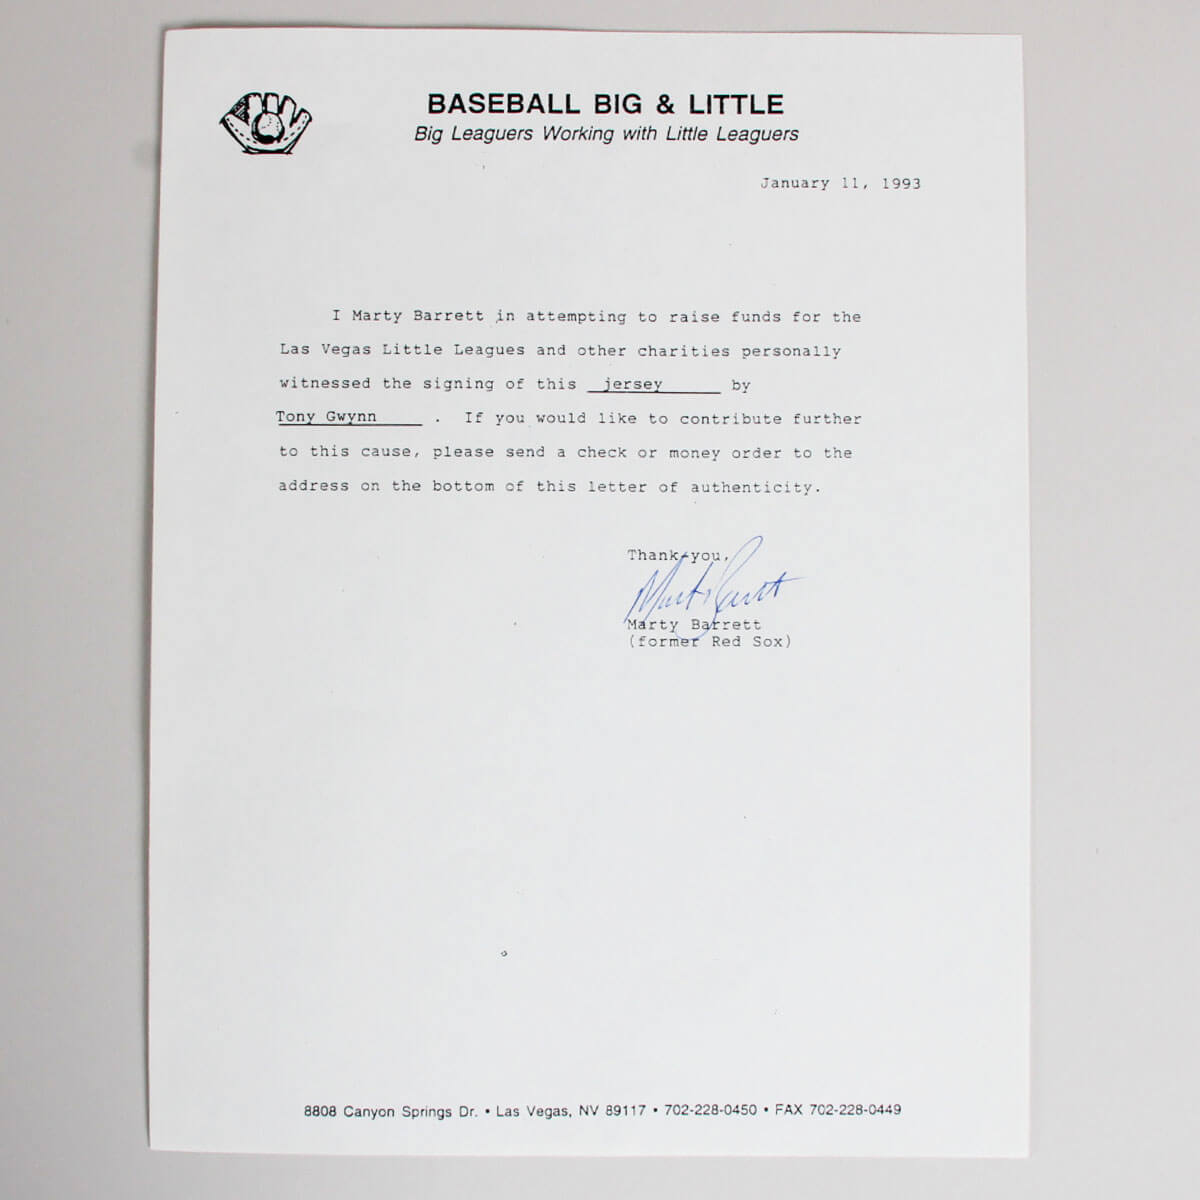 BASEBALL BIG & LITTLE
Big Leaguers Working with Little Leaguers
January 11, 1993
I Marty Barrett in attempting to raise funds for the
Las Vegas Little Leagues and other charities personally
witnessed the signing of this jersey by
Tony Gwynn . If you would like to contribute further
to this cause, please send a check or money order to the
address on the bottom of this letter of authenticity.
Thank you,
Marty Barrett
Marty Barrett
(former Red Sox)
8808 Canyon Springs Dr. • Las Vegas, NV 89117 • 702-228-0450 • FAX 702-228-0449